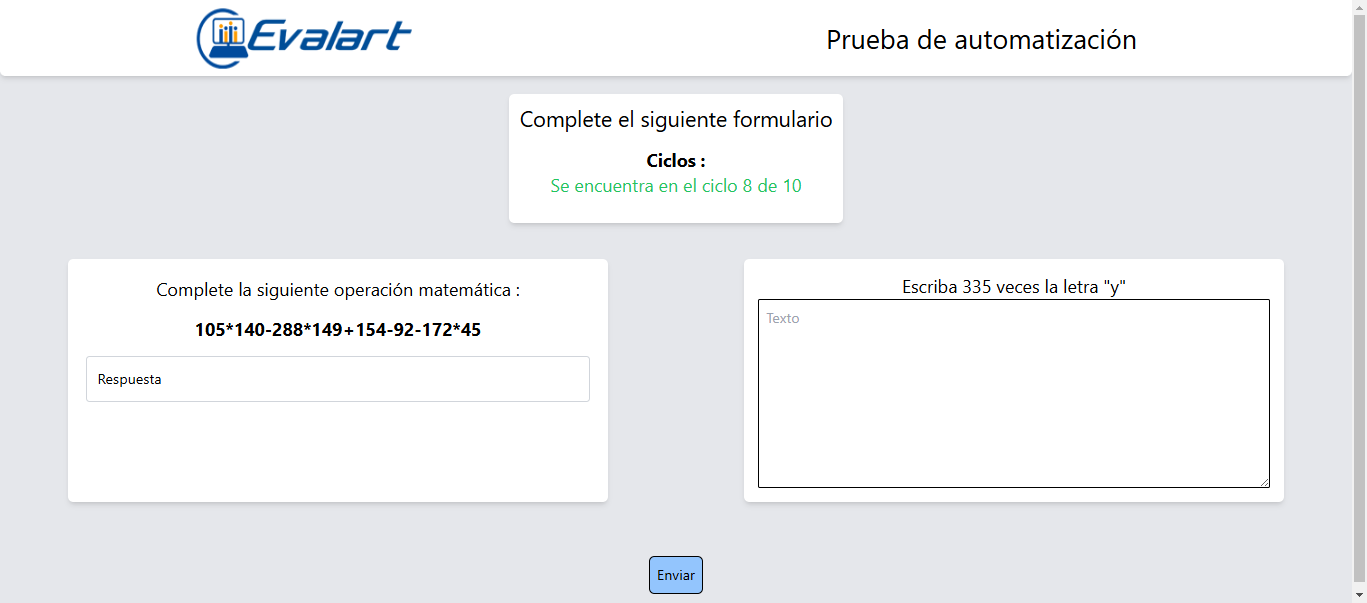 Evalart
Prueba de automatización
Complete el siguiente formulario
Ciclos :
Se encuentra en el ciclo 8 de 10
Complete la siguiente operación matemática :
105*140-288*149+154-92-172*45
Respuesta
Escriba 335 veces la letra "y"
Texto
Enviar